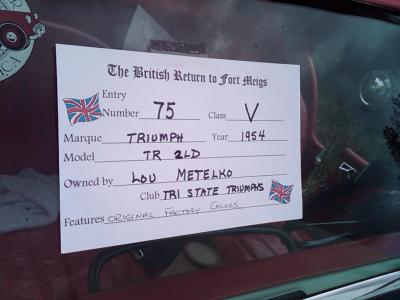 The British Return to Fort Meigs
Entry Number 75 Class V
Marque TRIUMPH Year 1954
Model TR 2LD
Owned by LOU METELKO
Club TRI STATE TRIUMPHS
Features ORIGINAL FACTORY COLORS